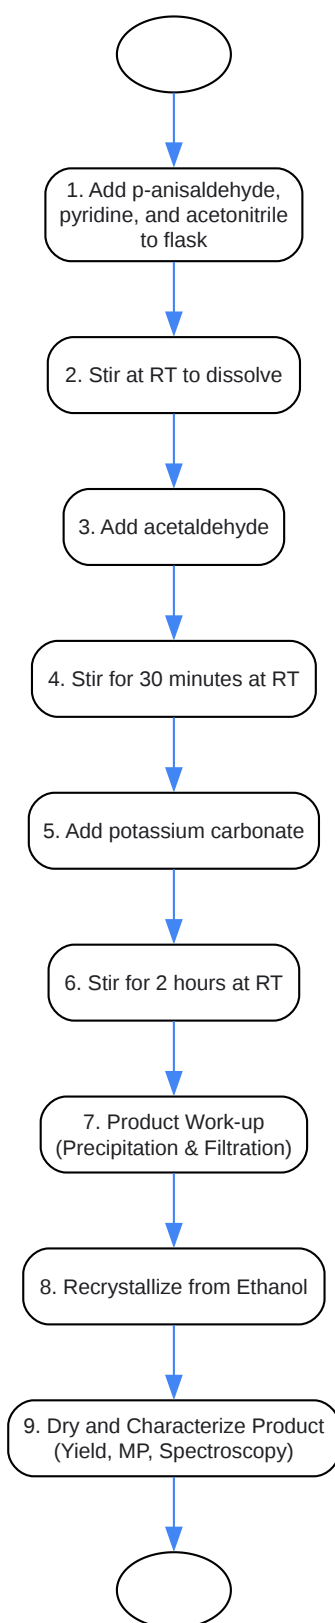 1. Add p-anisaldehyde,
pyridine, and acetonitrile
to flask
2. Stir at RT to dissolve
3. Add acetaldehyde
4. Stir for 30 minutes at RT
5. Add potassium carbonate
6. Stir for 2 hours at RT
7. Product Work-up
(Precipitation & Filtration)
8. Recrystallize from Ethanol
9. Dry and Characterize Product
(Yield, MP, Spectroscopy)